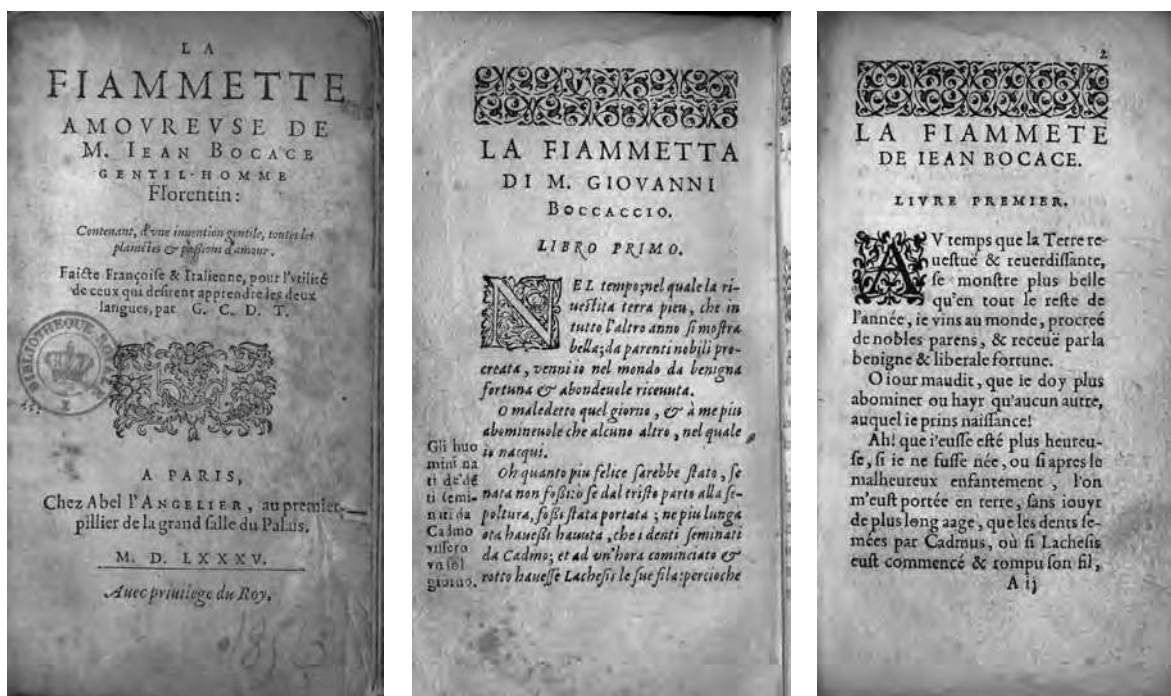 LA
FIAMMETTE
AMOVREVSE DE
M. IEAN BOCACE
GENTIL-HOMME
Florentin:
Contenant, d'vne inuention gentile, toutes les
plainctes & passions d'amour.
Faicte Françoise & Italienne, pour l'vtilité
de ceux qui desirent apprendre les deux
langues, par G. C. D. T.
BIBLIOTHEQUE ROYALE
A PARIS,
Chez Abel l'ANGELIER, au premier
pillier de la grand salle du Palais.
M. D. LXXXV.
Auec priuilege du Roy.
LA FIAMMETTA
DI M. GIOVANNI
BOCCACCIO.
LIBRO PRIMO.
NEL tempo; nel quale la ri-
uestita terra pieu, che in
tutto l'altro anno si mostra
bella; da parenti nobili pro-
creata, venni io nel mondo da benigna
fortuna & abondeuole riceuuta.
O maledetto quel giorno, & à me piu
abomineuole che alcuno altro, nel quale
io nacqui.
Oh quanto piu felice sarebbe stato, se
nata non fossi: o se dal tristo parto alla se-
poltura, fossi stata portata; ne piu lunga
eta hauessi hauuta, che i denti seminati
da Cadmo; et ad vn'hora cominciato &
rotto hauesse Lachesis le sue fila: percioche
Gli huo
mini na
ti de'dé
ti semi-
niti da
Cadmo
vissero
vn sol
giorno.
2
LA FIAMMETE
DE IEAN BOCACE.
LIVRE PREMIER.
AV temps que la Terre re-
uestuë & reuerdissante,
se monstre plus belle
qu'en tout le reste de
l'année, ie vins au monde, procreé
de nobles parens, & receuë par la
benigne & liberale fortune.
O iour maudit, que ie doy plus
abominer ou hayr qu'aucun autre,
auquel ie prins naissance!
Ah! que i'eusse esté plus heureu-
se, si ie ne fusse née, ou si apres le
malheureux enfantement, l'on
m'eust portée en terre, sans iouyr
de plus long aage, que les dents se-
mées par Cadmus, où si Lachesis
eust commencé & rompu son fil,
A ij